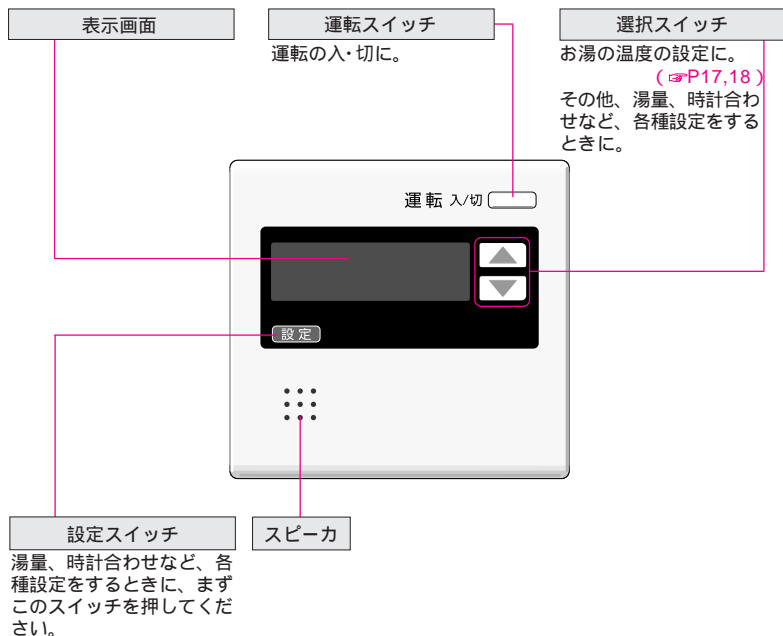 表示画面
運転スイッチ
運転の入・切に。
選択スイッチ
お湯の温度の設定に。
(☞P17,18)
その他、湯量、時計合わ
せなど、各種設定をする
ときに。
運転 入/切
設定
設定スイッチ
湯量、時計合わせなど、各
種設定をするときに、まず
このスイッチを押してくだ
さい。
スピーカ